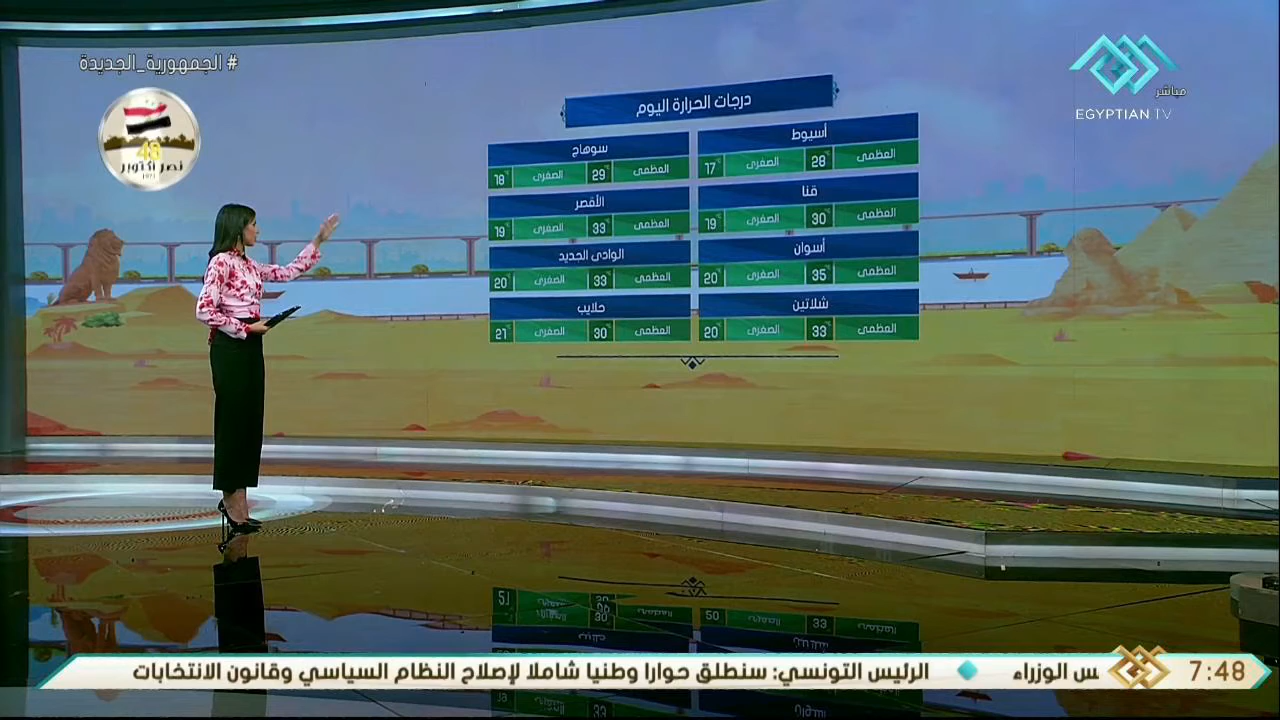 #الجمهورية_الجديدة
48
نصر أكتوبر
مباشر
EGYPTIAN TV
درجات الحرارة اليوم
أسيوط
العظمى 28° الصغرى 17°
سوهاج
العظمى 29° الصغرى 18°
قنا
العظمى 30° الصغرى 19°
الأقصر
العظمى 33° الصغرى 19°
أسوان
العظمى 35° الصغرى 20°
الوادى الجديد
العظمى 33° الصغرى 20°
شلاتين
العظمى 33° الصغرى 20°
حلايب
العظمى 30° الصغرى 21°
7:48
س الوزراء
الرئيس التونسي: سنطلق حوارا وطنيا شاملا لإصلاح النظام السياسي وقانون الانتخابات